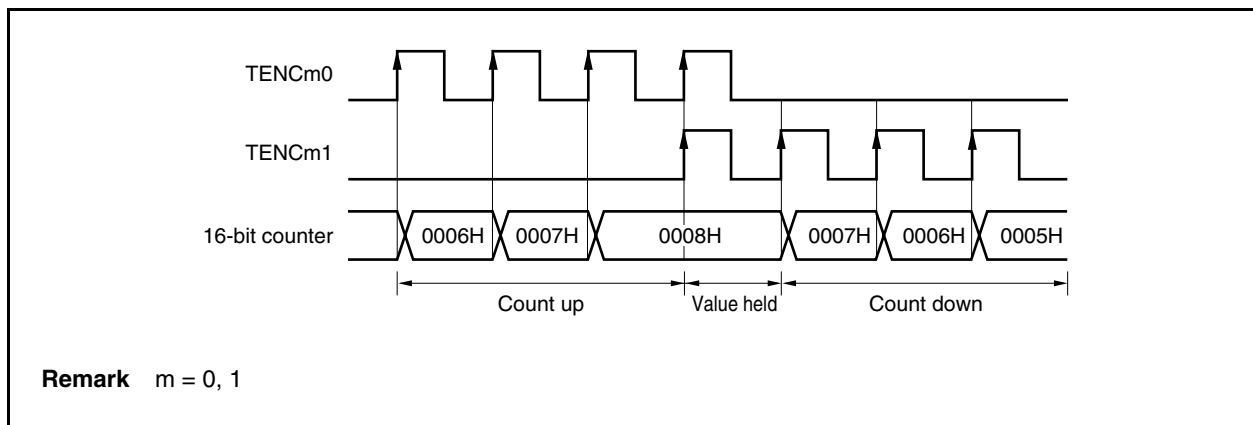 TENCm0
TENCm1
16-bit counter 0006H 0007H 0008H 0007H 0006H 0005H
Count up Value held Count down
Remark m = 0, 1